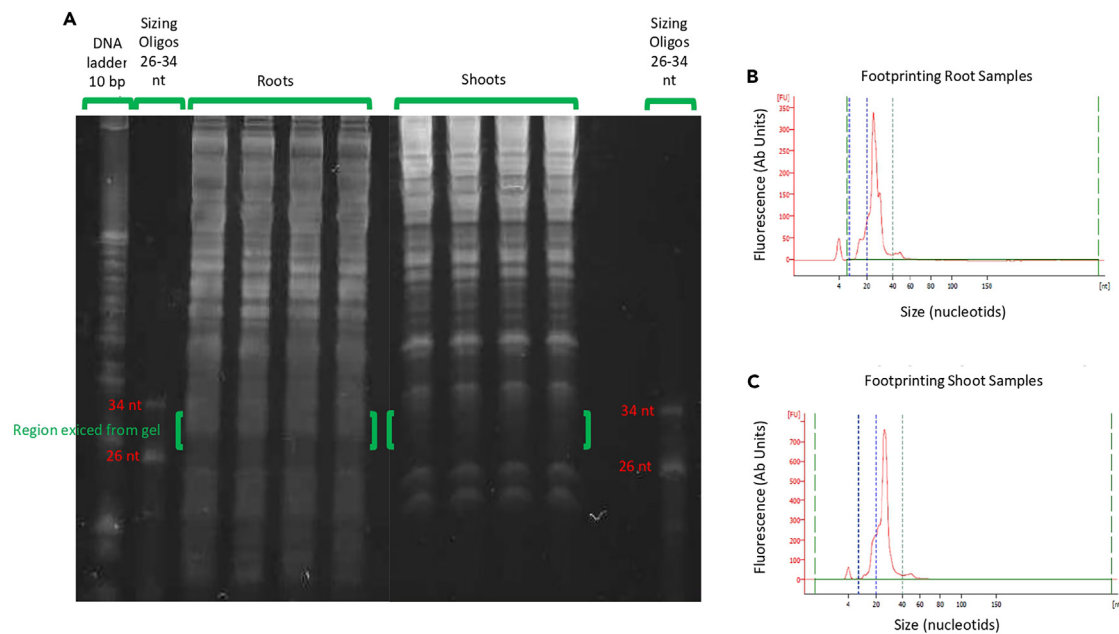 A
DNA
ladder
10 bp
Sizing
Oligos
26-34
nt
Roots
Shoots
Sizing
Oligos
26-34
nt
34 nt
Region exiced from gel
26 nt
34 nt
26 nt
B
Footprinting Root Samples
[FU]
350
300
250
200
150
100
50
0
4 20 40 60 80 100 150 [nt]
Fluorescence (Ab Units)
Size (nucleotids)
C
Footprinting Shoot Samples
[FU]
700
600
500
400
300
200
100
0
4 20 40 60 80 100 150 [n
Fluorescence (Ab Units)
Size (nucleotids)